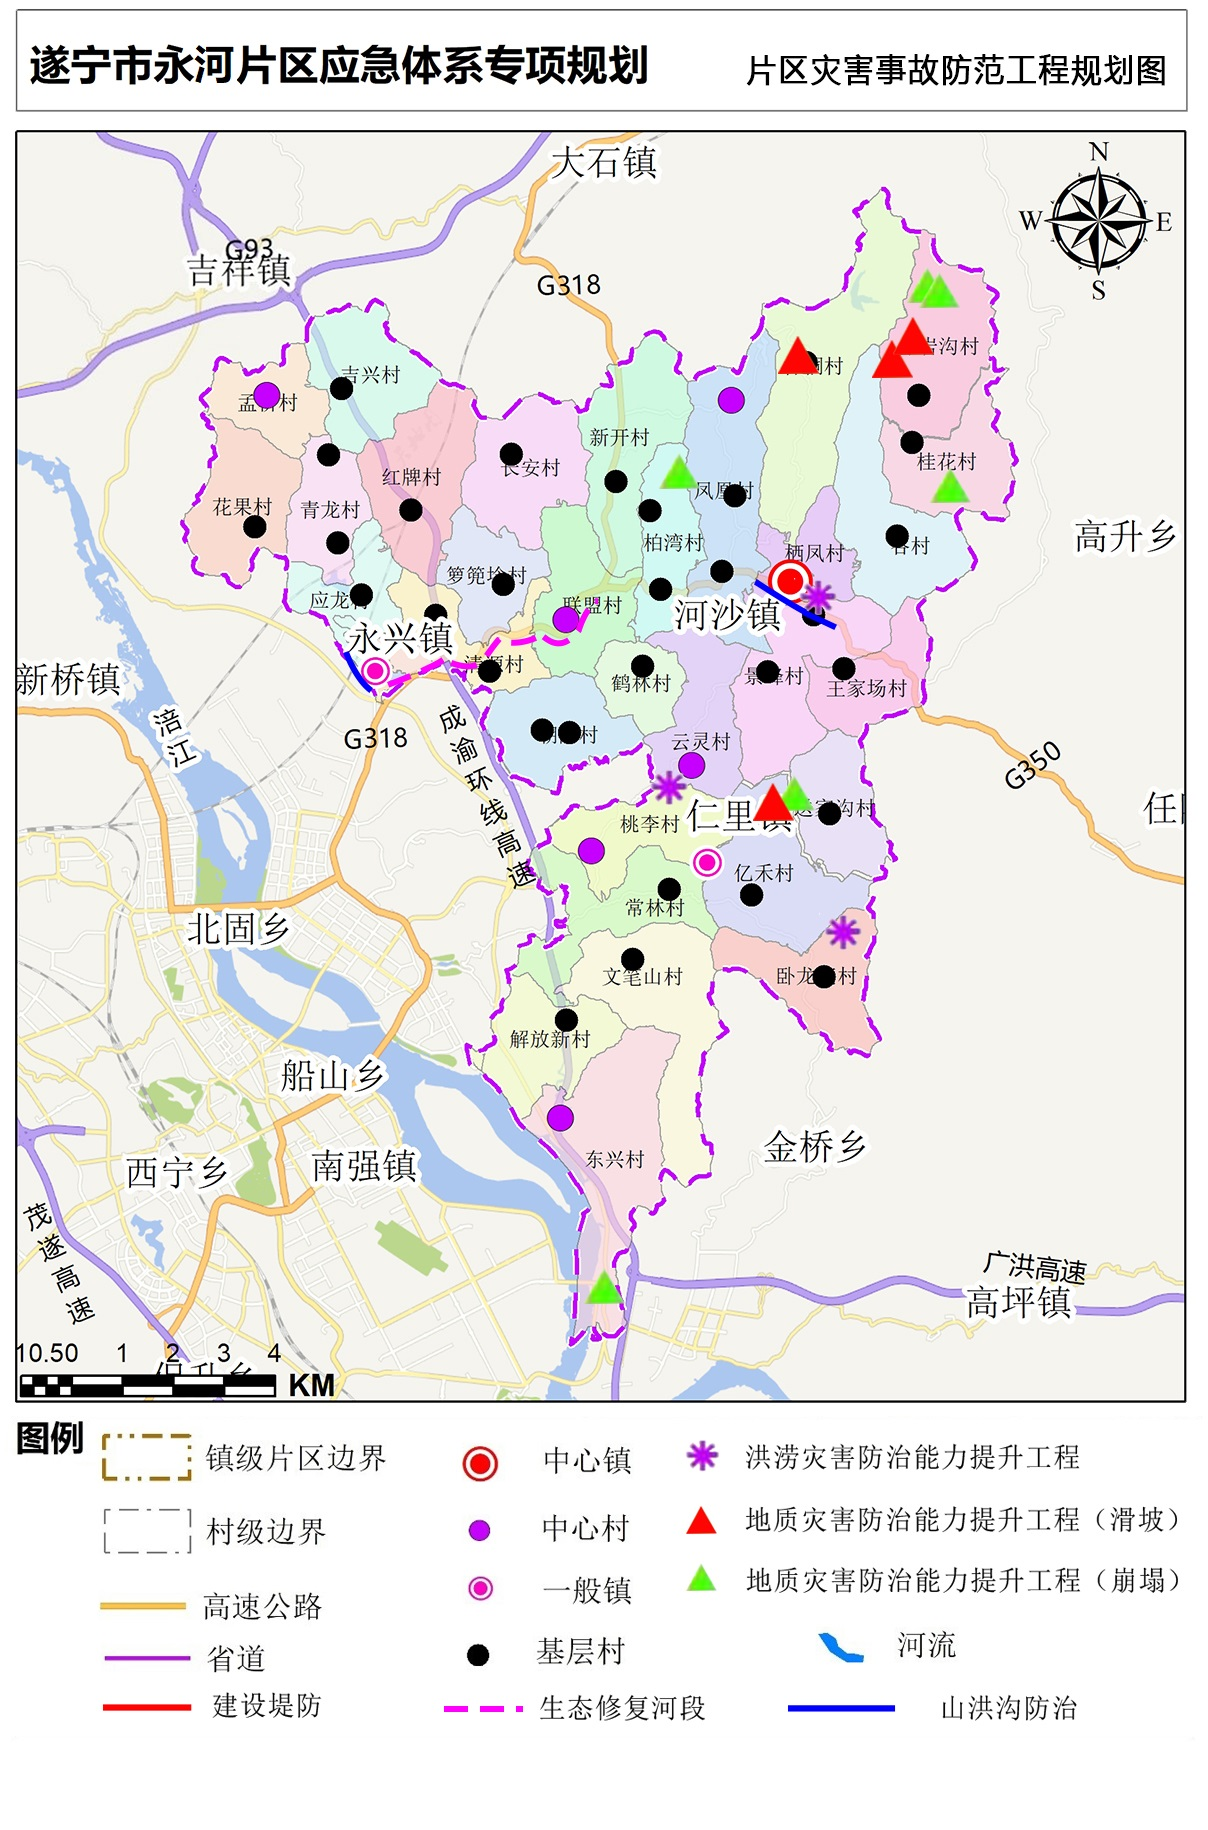 遂宁市永河片区应急体系专项规划
片区灾害事故防范工程规划图
大石镇
N
W
E
S
G93
吉祥镇
G318
吉兴村
岩沟村
新开村
红牌村
长安村
桂花村
凤凰村
花果村
青龙村
高升乡
柏湾村
栖凤村
箩篼垱村
应龙村
联盟村
河沙镇
永兴镇
清源村
新桥镇
鹤林村
景峰村
王家场村
涪江
G318
成渝环线高速
云灵村
G350
桃李村
仁里镇
亿禾村
常林村
北固乡
文笔山村
解放新村
船山乡
金桥乡
西宁乡
南强镇
东兴村
茂遂高速
广洪高速
高坪镇
10.50 1 2 3 4
KM
图例
镇级片区边界
中心镇
洪涝灾害防治能力提升工程
村级边界
中心村
地质灾害防治能力提升工程（滑坡）
高速公路
一般镇
地质灾害防治能力提升工程（崩塌）
省道
基层村
河流
建设堤防
生态修复河段
山洪沟防治